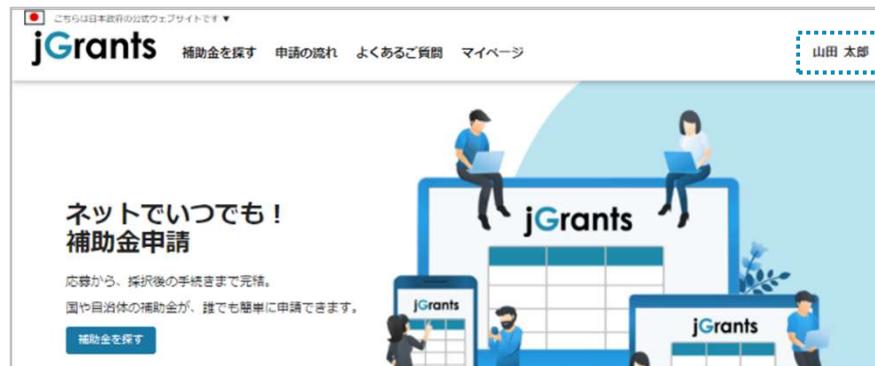 こちらは日本政府の公式ウェブサイトです ▼
jGrants 補助金を探す 申請の流れ よくあるご質問 マイページ 山田 太郎
ネットでいつでも！
補助金申請
応募から、採択後の手続きまで完結。
国や自治体の補助金が、誰でも簡単に申請できます。
補助金を探す
jGrants
jGrants
jGrants